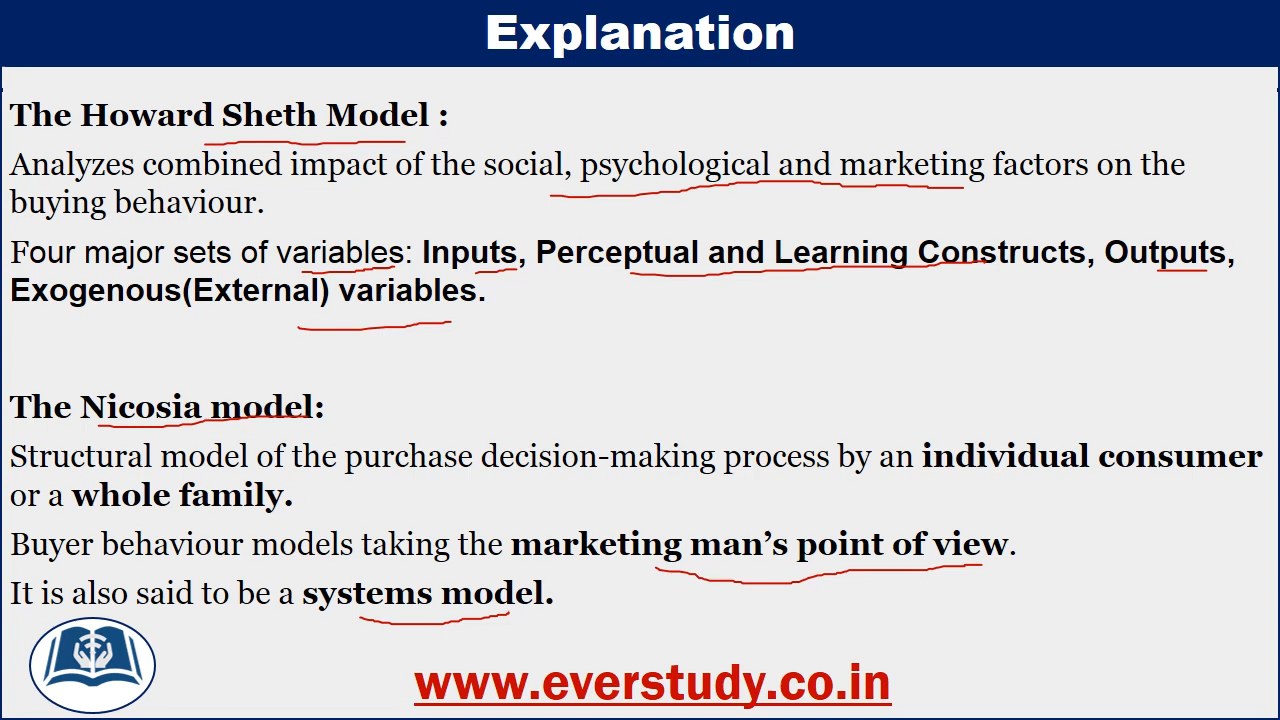 Explanation
The Howard Sheth Model :
Analyzes combined impact of the social, psychological and marketing factors on the
buying behaviour.
Four major sets of variables: Inputs, Perceptual and Learning Constructs, Outputs,
Exogenous(External) variables.
The Nicosia model:
Structural model of the purchase decision-making process by an individual consumer
or a whole family.
Buyer behaviour models taking the marketing man’s point of view.
It is also said to be a systems model.
www.everstudy.co.in